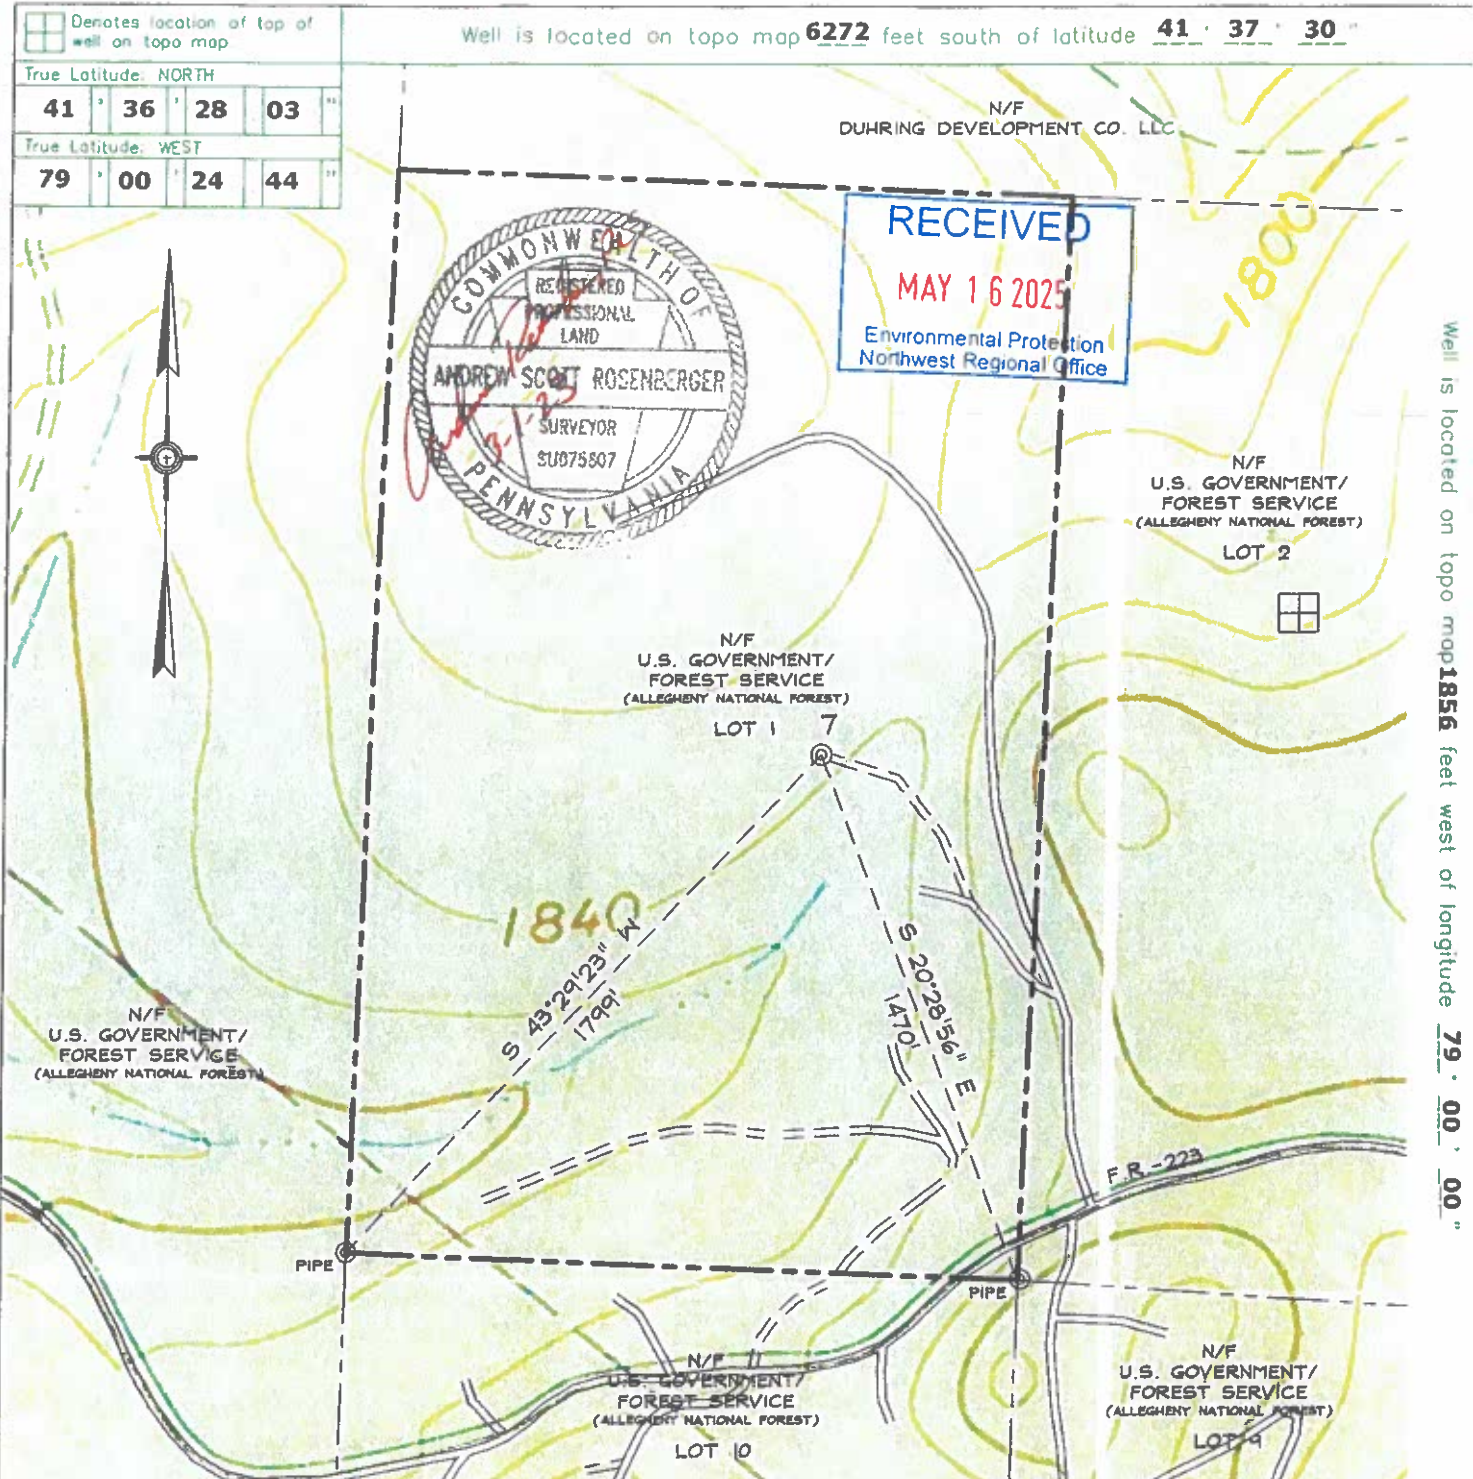 Denotes location of top of
well on topo map
Well is located on topo map 6272 feet south of latitude 41 ° 37 ' 30 "
True Latitude: NORTH
41 ° 36 ' 28 03 "
True Latitude: WEST
79 ° 00 ' 24 44 "
N/F
DUHRING DEVELOPMENT CO. LLC
RECEIVED
MAY 16 2025
Environmental Protection
Northwest Regional Office
1800
COMMONWEALTH OF
REGISTERED
PROFESSIONAL
LAND
ANDREW SCOTT ROSENBERGER
3-1-23
SURVEYOR
SU075807
PENNSYLVANIA
Well is located on topo map 1856 feet west of longitude 79 ° 00 ' 00 "
N/F
U.S. GOVERNMENT/
FOREST SERVICE
(ALLEGHENY NATIONAL FOREST)
LOT 2
N/F
U.S. GOVERNMENT/
FOREST SERVICE
(ALLEGHENY NATIONAL FOREST)
LOT 1
7
1840
S 43°29'23" W
1799'
S 20°28'56" E
1470'
N/F
U.S. GOVERNMENT/
FOREST SERVICE
(ALLEGHENY NATIONAL FOREST)
F.R.-223
PIPE
PIPE
N/F
U.S. GOVERNMENT/
FOREST SERVICE
(ALLEGHENY NATIONAL FOREST)
LOT 10
N/F
U.S. GOVERNMENT/
FOREST SERVICE
(ALLEGHENY NATIONAL FOREST)
LOT 9